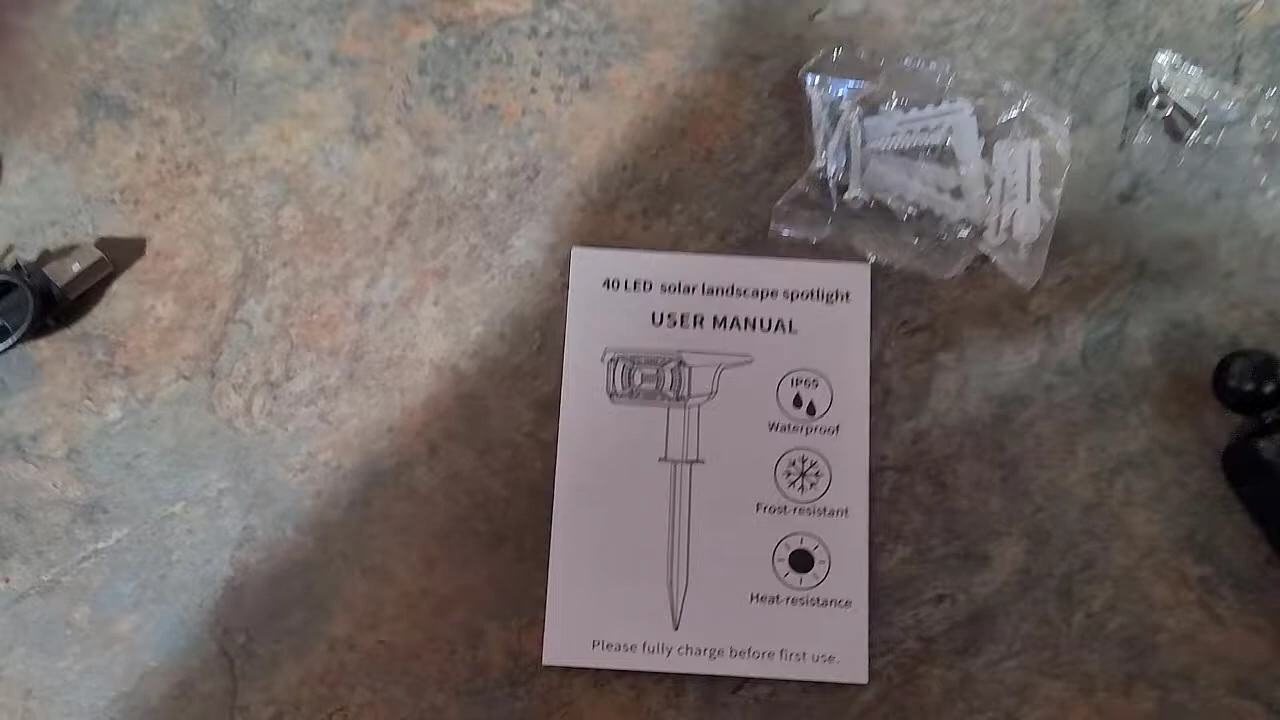 40 LED solar landscape spotlight
USER MANUAL
IP65
Waterproof
Frost-resistant
Heat-resistance
Please fully charge before first use.